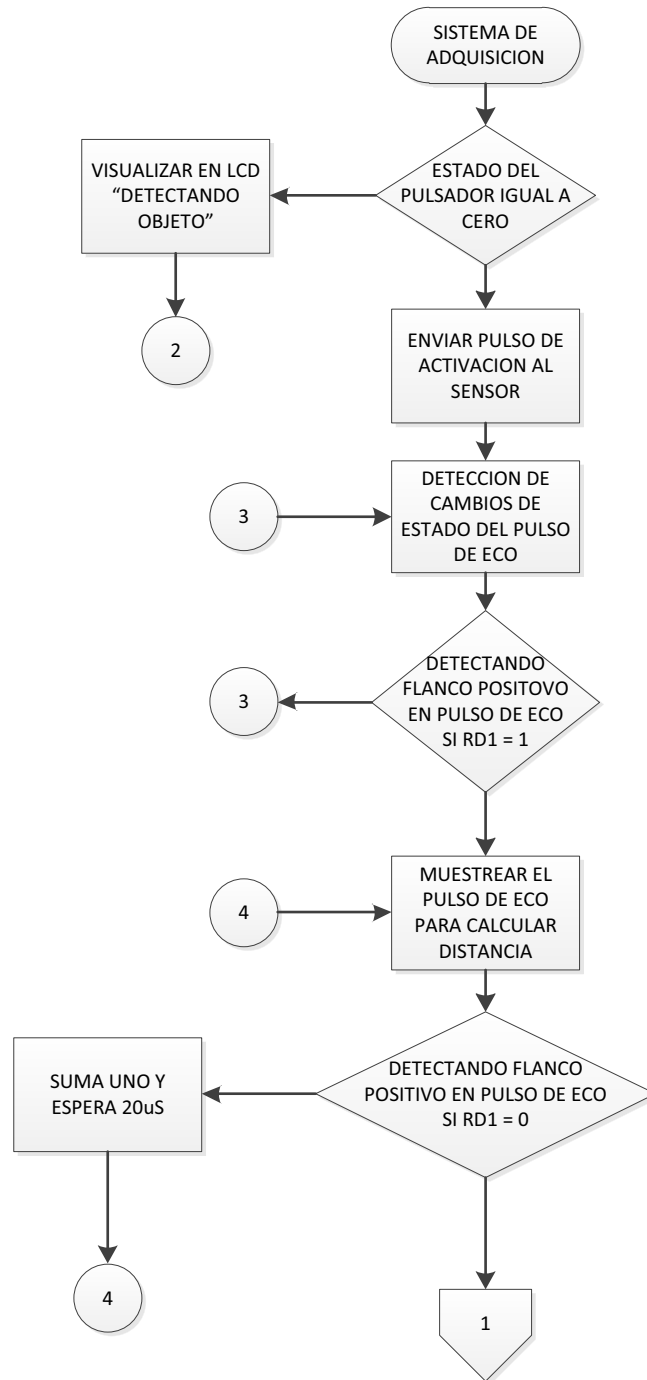 SISTEMA DE
ADQUISICION
ESTADO DEL
PULSADOR IGUAL A
CERO
VISUALIZAR EN LCD
“DETECTANDO
OBJETO”
2
ENVIAR PULSO DE
ACTIVACION AL
SENSOR
3
DETECCION DE
CAMBIOS DE
ESTADO DEL PULSO
DE ECO
DETECTANDO
FLANCO POSITOVO
EN PULSO DE ECO
SI RD1 = 1
3
4
MUESTREAR EL
PULSO DE ECO
PARA CALCULAR
DISTANCIA
DETECTANDO FLANCO
POSITIVO EN PULSO DE ECO
SI RD1 = 0
SUMA UNO Y
ESPERA 20uS
4
1